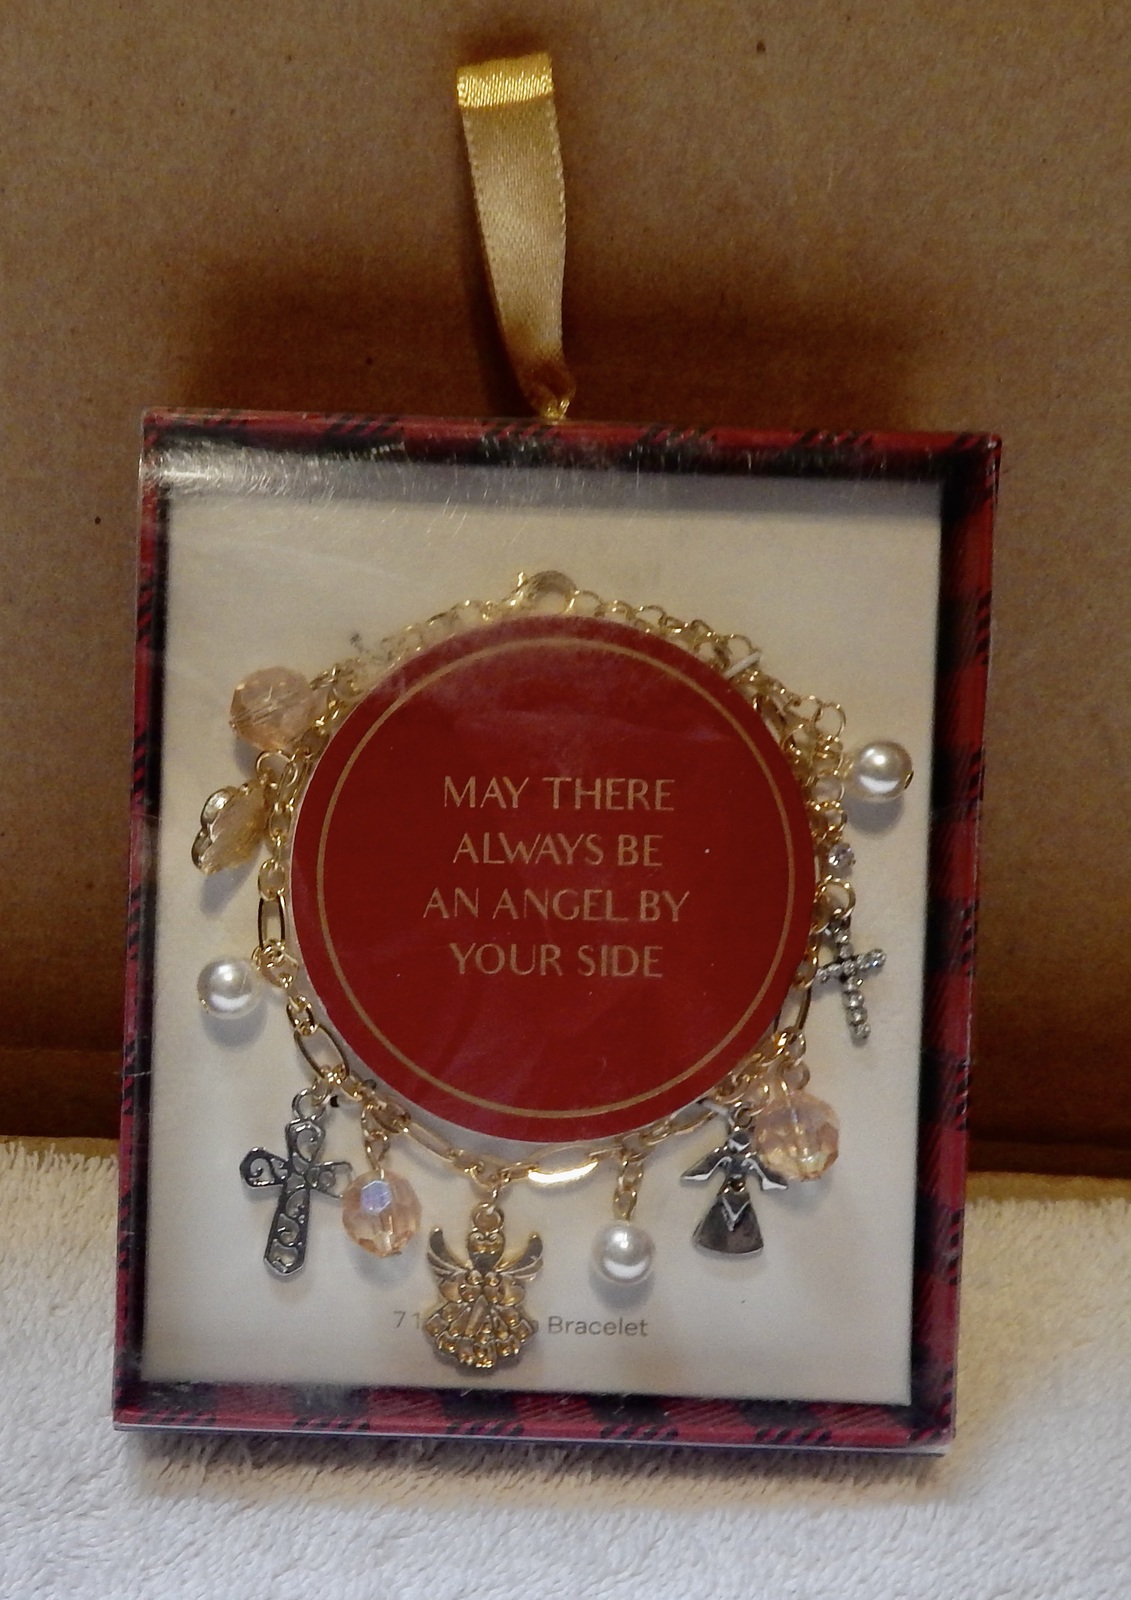 MAY THERE
ALWAYS BE
AN ANGEL BY
YOUR SIDE
Bracelet